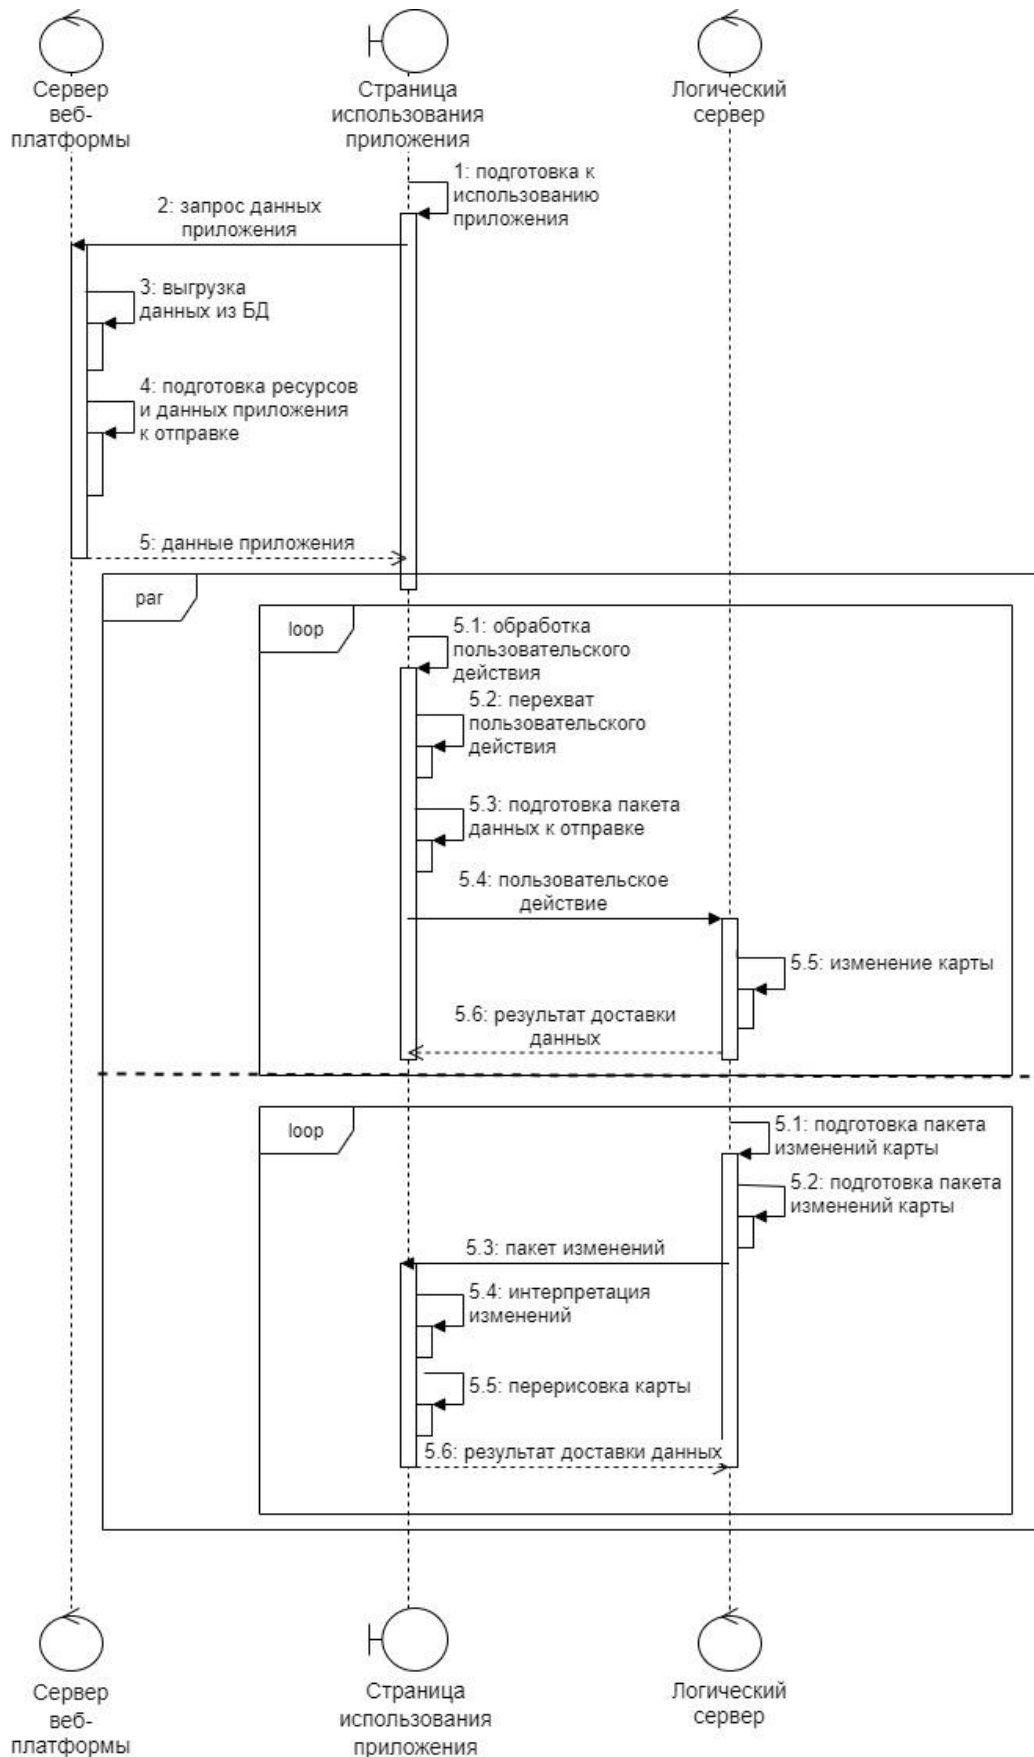 Сервер
веб-
платформы
Страница
использования
приложения
Логический
сервер
1: подготовка к
использованию
приложения
2: запрос данных
приложения
3: выгрузка
данных из БД
4: подготовка ресурсов
и данных приложения
к отправке
5: данные приложения
par
loop
5.1: обработка
пользовательского
действия
5.2: перехват
пользовательского
действия
5.3: подготовка пакета
данных к отправке
5.4: пользовательское
действие
5.5: изменение карты
5.6: результат доставки
данных
loop
5.1: подготовка пакета
изменений карты
5.2: подготовка пакета
изменений карты
5.3: пакет изменений
5.4: интерпретация
изменений
5.5: перерисовка карты
5.6: результат доставки данных
Сервер
веб-
платформы
Страница
использования
приложения
Логический
сервер